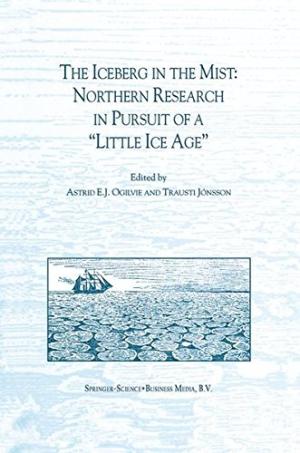 THE ICEBERG IN THE MIST:
NORTHERN RESEARCH
IN PURSUIT OF A
“LITTLE ICE AGE”
Edited by
ASTRID E.J. OGILVIE AND TRAUSTI JÓNSSON
SPRINGER-SCIENCE+BUSINESS MEDIA, B.V.